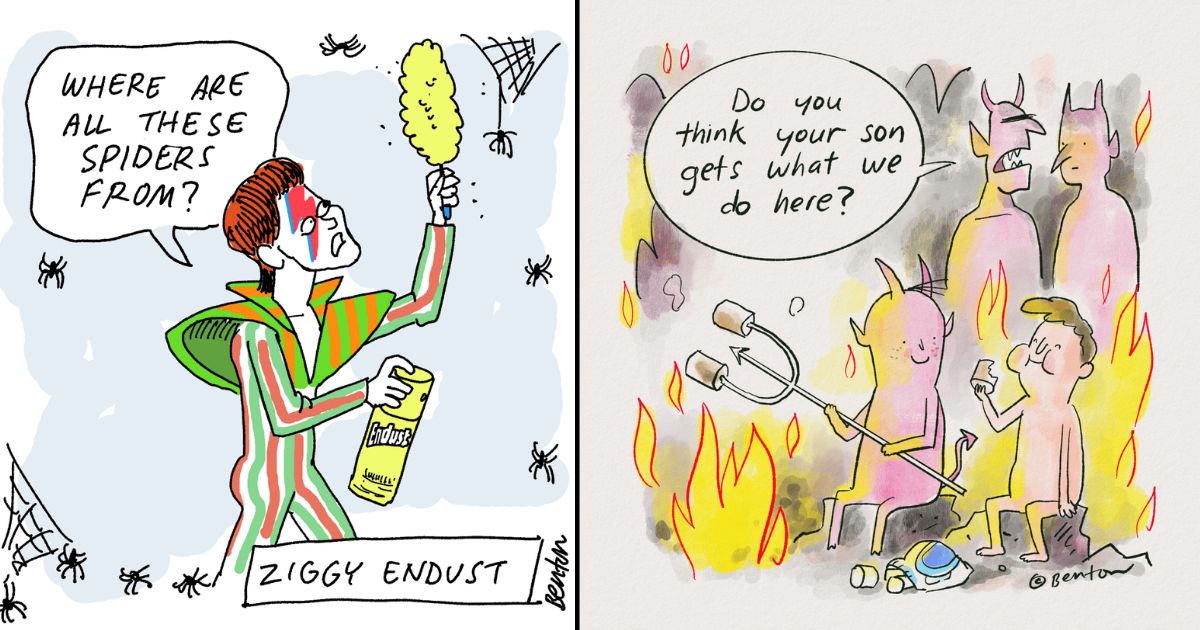 WHERE ARE
ALL THESE
SPIDERS
FROM?
Endust
ZIGGY ENDUST
Benton
Do you
think your son
gets what we
do here?
©Benton